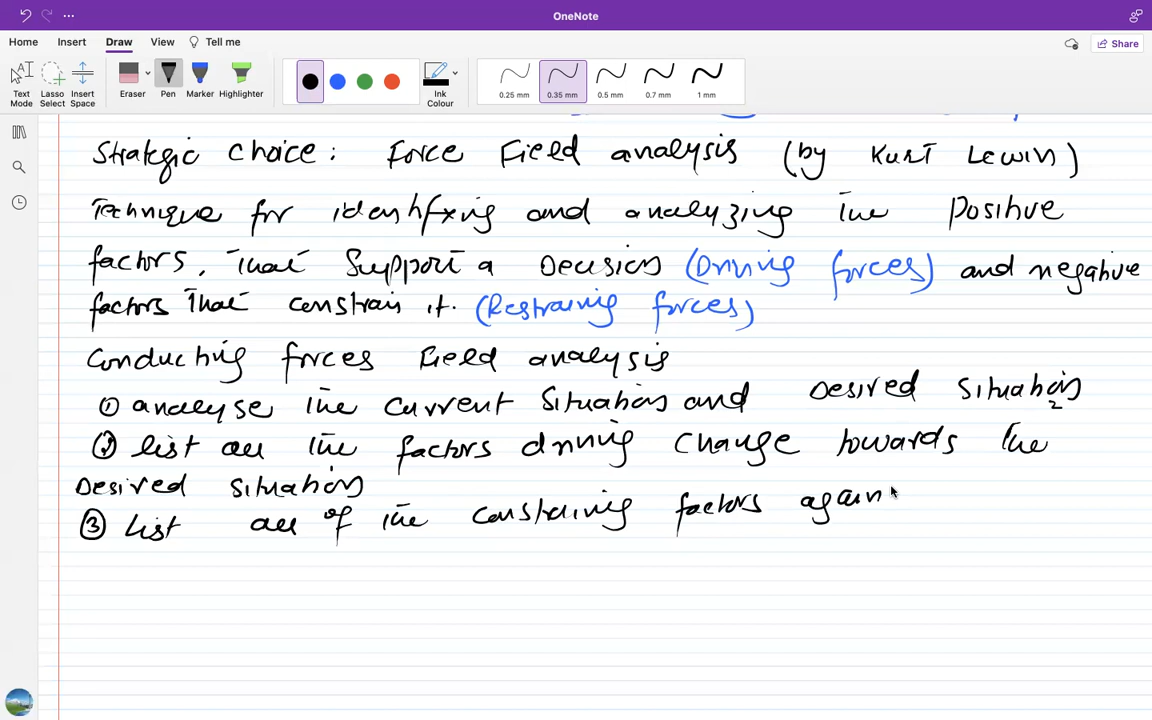 OneNote
Home Insert Draw View Tell me
Share
Text Mode Lasso Select Insert Space Eraser Pen Marker Highlighter Ink Colour 0.25 mm 0.35 mm 0.5 mm 0.7 mm 1 mm
Strategic choice: Force Field analysis (by Kurt Lewin)
Technique for identifying and analyzing the Positive
factors, that Support a Decision (Driving forces) and negative
factors that constrain it. (Restraining forces)
Conducting forces Field analysis
① analyse the current Situation and Desired Situation
② list all the factors driving change towards the
Desired Situation
③ List all of the constraining factors again